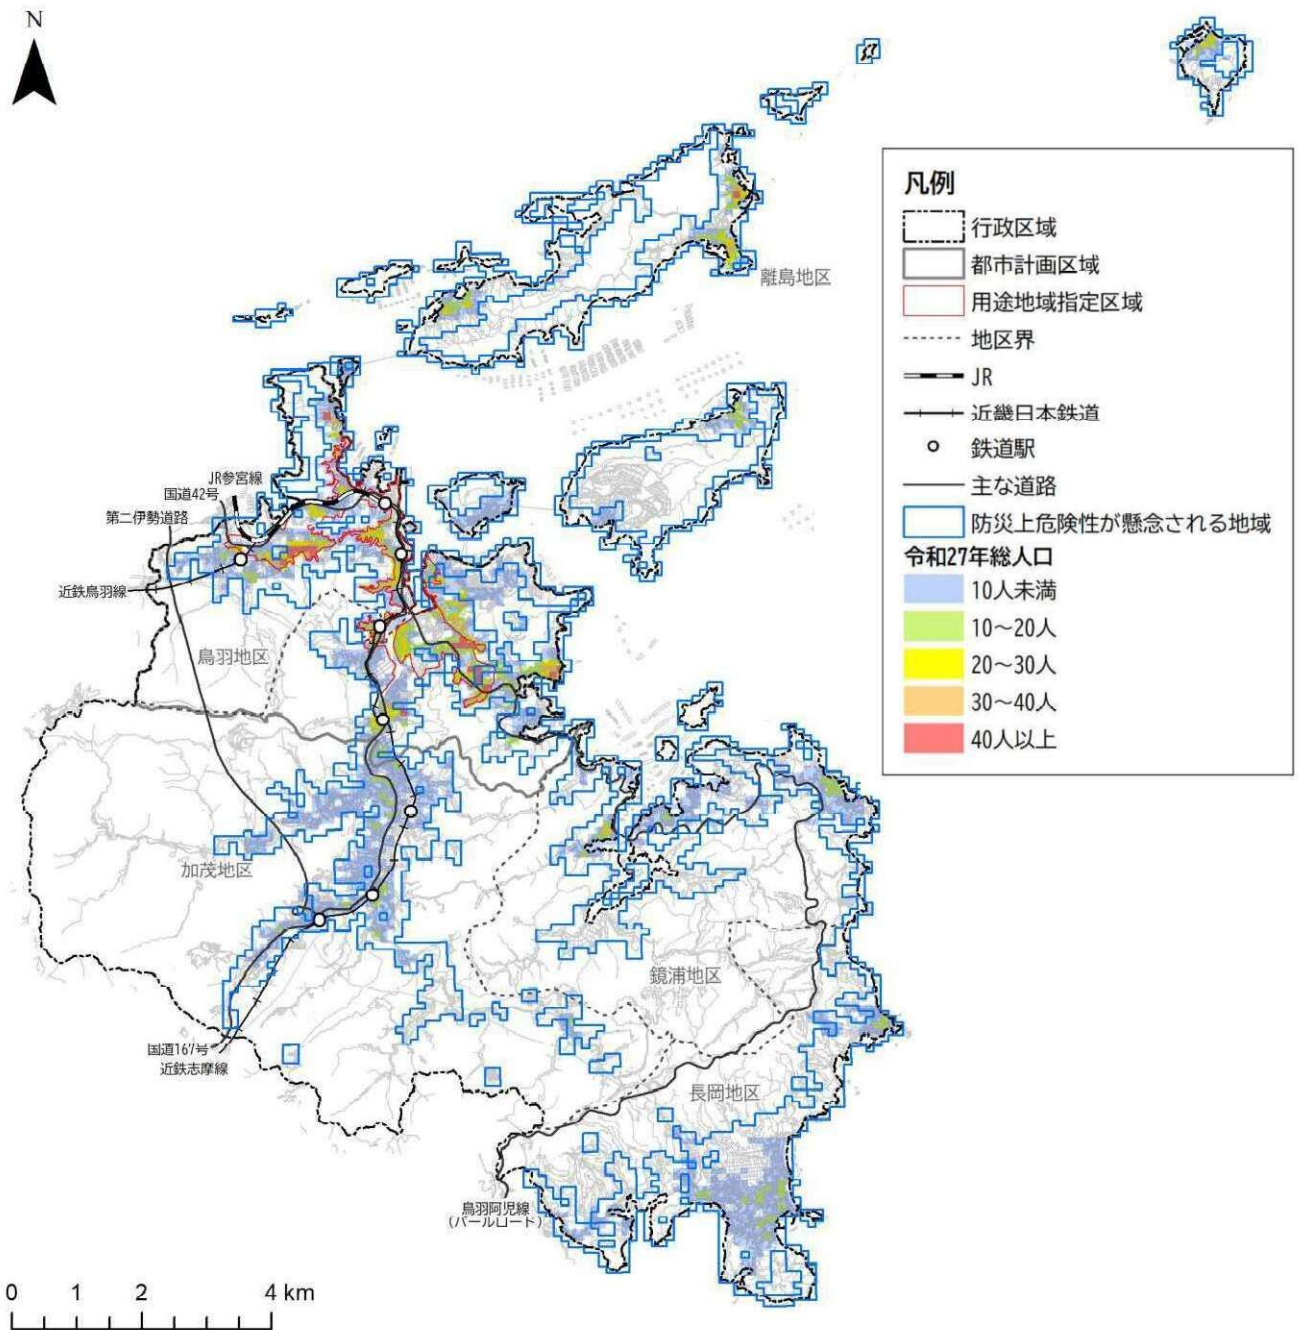 N
離島地区
凡例
行政区域
都市計画区域
用途地域指定区域
地区界
JR
近畿日本鉄道
鉄道駅
主な道路
防災上危険性が懸念される地域
令和27年総人口
10人未満
10～20人
20～30人
30～40人
40人以上
JR参宮線
国道42号
第二伊勢道路
近鉄鳥羽線
鳥羽地区
加茂地区
鏡浦地区
国道167号
近鉄志摩線
長岡地区
鳥羽阿児線
(パールロード)
0 1 2 4 km